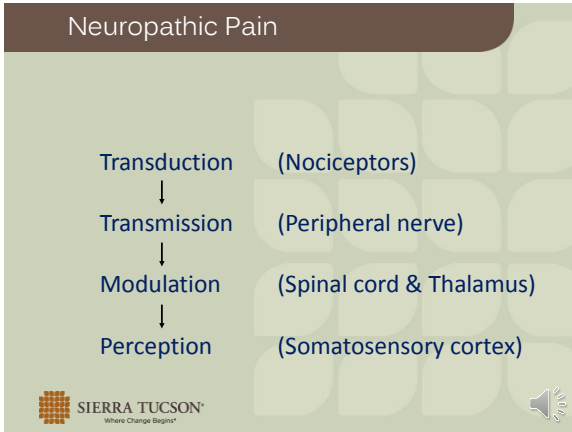 Neuropathic Pain
Transduction (Nociceptors)
Transmission (Peripheral nerve)
Modulation (Spinal cord & Thalamus)
Perception (Somatosensory cortex)
SIERRA TUCSON®
Where Change Begins®